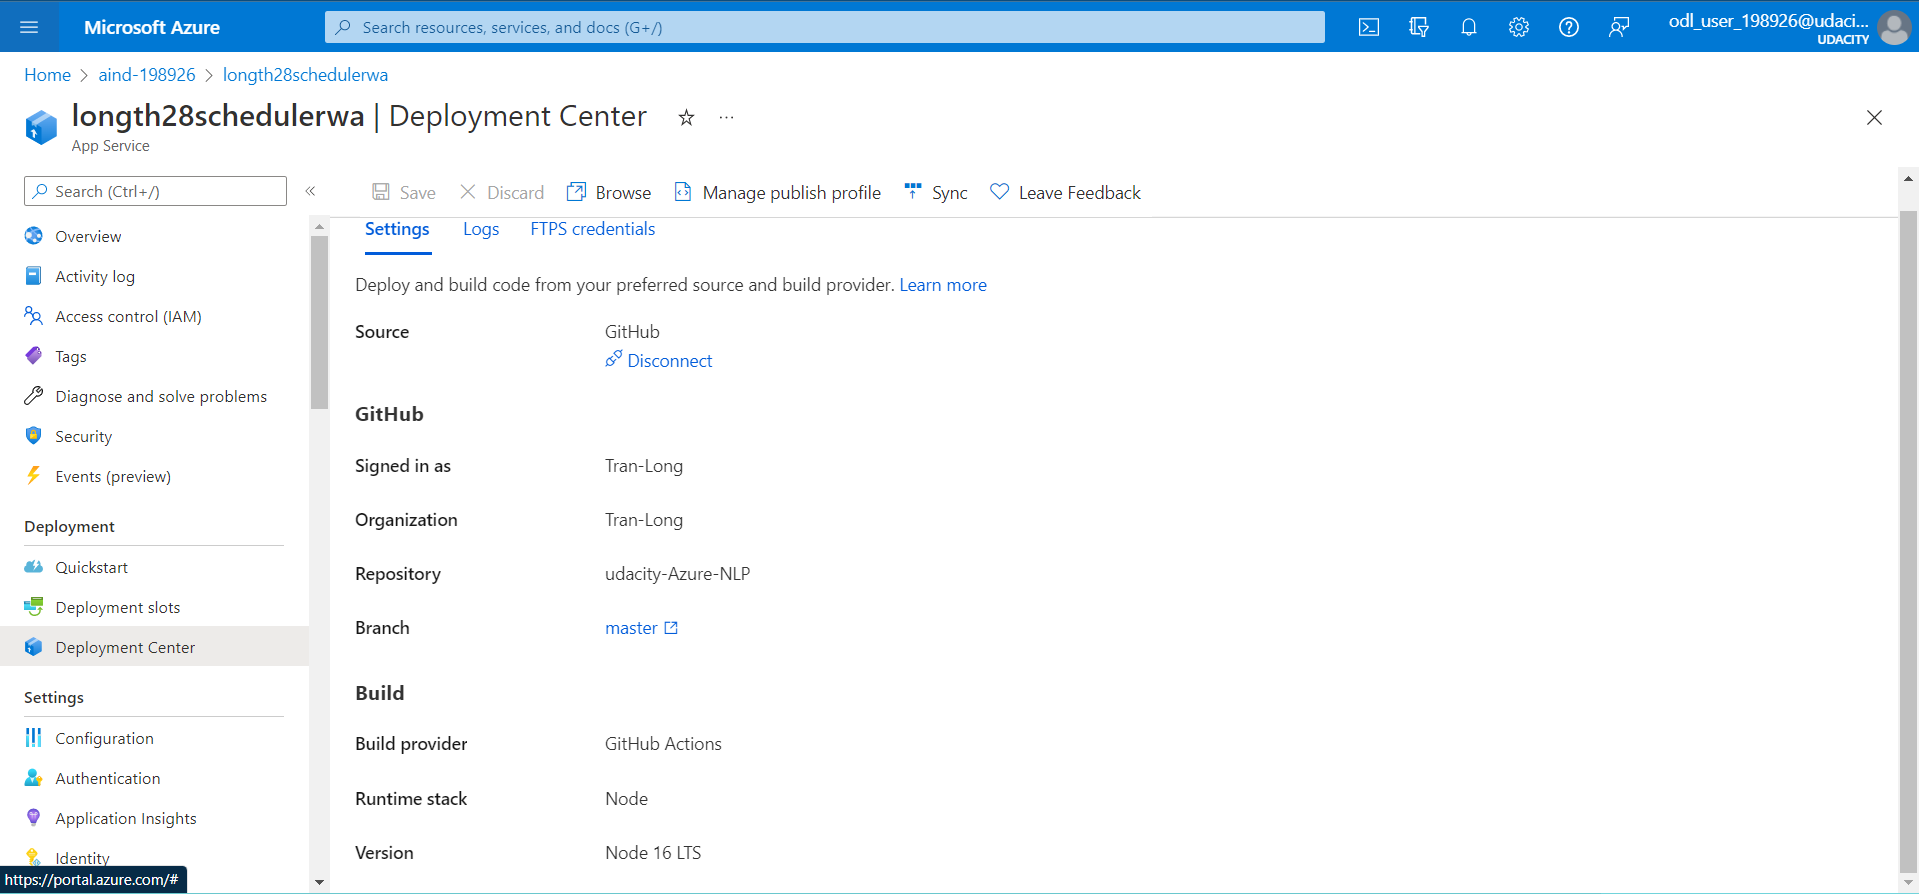 Microsoft Azure
Search resources, services, and docs (G+/)
odl_user_198926@udaci...
UDACITY
Home > aind-198926 > longth28schedulerwa
longth28schedulerwa | Deployment Center
...
App Service
Search (Ctrl+/)
«
Save
Discard
Browse
Manage publish profile
Sync
Leave Feedback
Overview
Activity log
Access control (IAM)
Tags
Diagnose and solve problems
Security
Events (preview)
Deployment
Quickstart
Deployment slots
Deployment Center
Settings
Configuration
Authentication
Application Insights
Identity
https://portal.azure.com/#
Settings Logs FTPS credentials
Deploy and build code from your preferred source and build provider. Learn more
Source GitHub
Disconnect
GitHub
Signed in as Tran-Long
Organization Tran-Long
Repository udacity-Azure-NLP
Branch master
Build
Build provider GitHub Actions
Runtime stack Node
Version Node 16 LTS